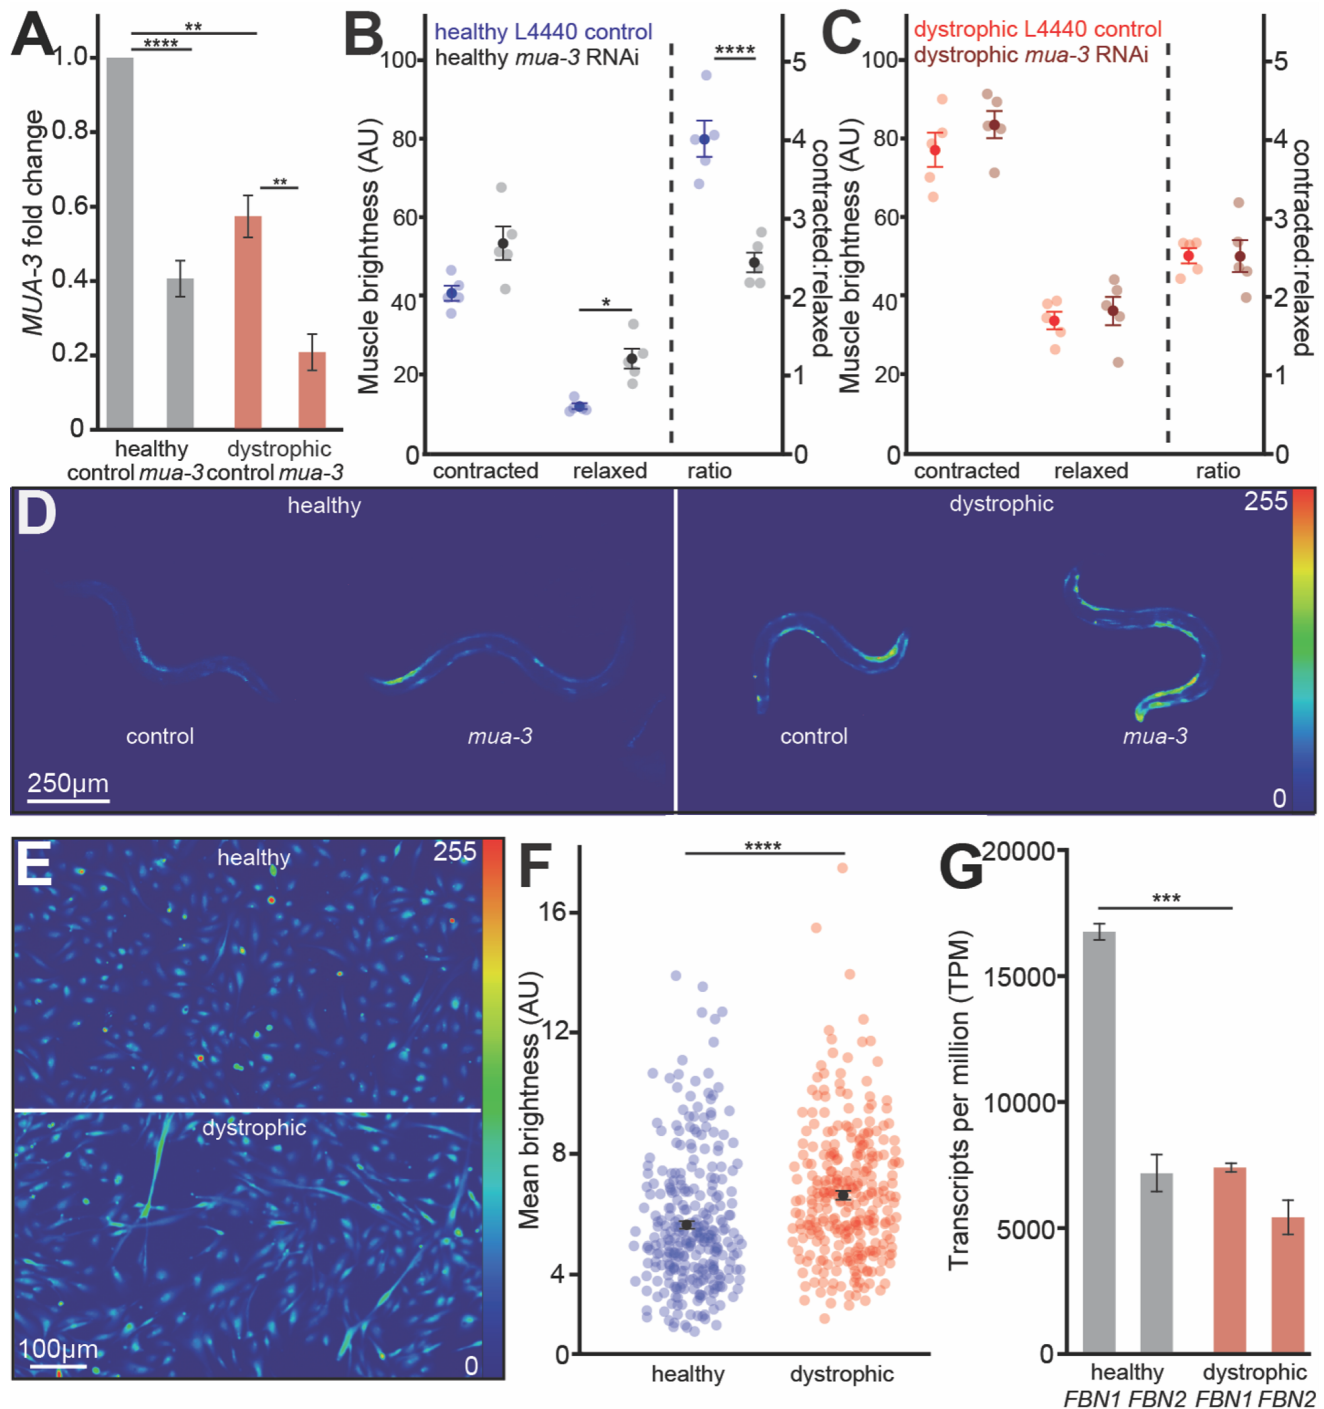 A
MUA-3 fold change
1.0
0.8
0.6
0.4
0.2
0
**
****
**
healthy
control mua-3
dystrophic
control mua-3
B
healthy L4440 control
healthy mua-3 RNAi
Muscle brightness (AU)
100
80
60
40
20
0
*
****
contracted
relaxed
ratio
5
4
3
2
1
0
contracted:relaxed
C
dystrophic L4440 control
dystrophic mua-3 RNAi
Muscle brightness (AU)
100
80
60
40
20
0
contracted
relaxed
ratio
5
4
3
2
1
0
contracted:relaxed
D
healthy
dystrophic
255
control
mua-3
control
mua-3
250µm
0
E
healthy
255
dystrophic
100µm
0
F
****
Mean brightness (AU)
16
12
8
4
0
healthy
dystrophic
G
Transcripts per million (TPM)
20000
15000
10000
5000
0
***
healthy
FBN1 FBN2
dystrophic
FBN1 FBN2